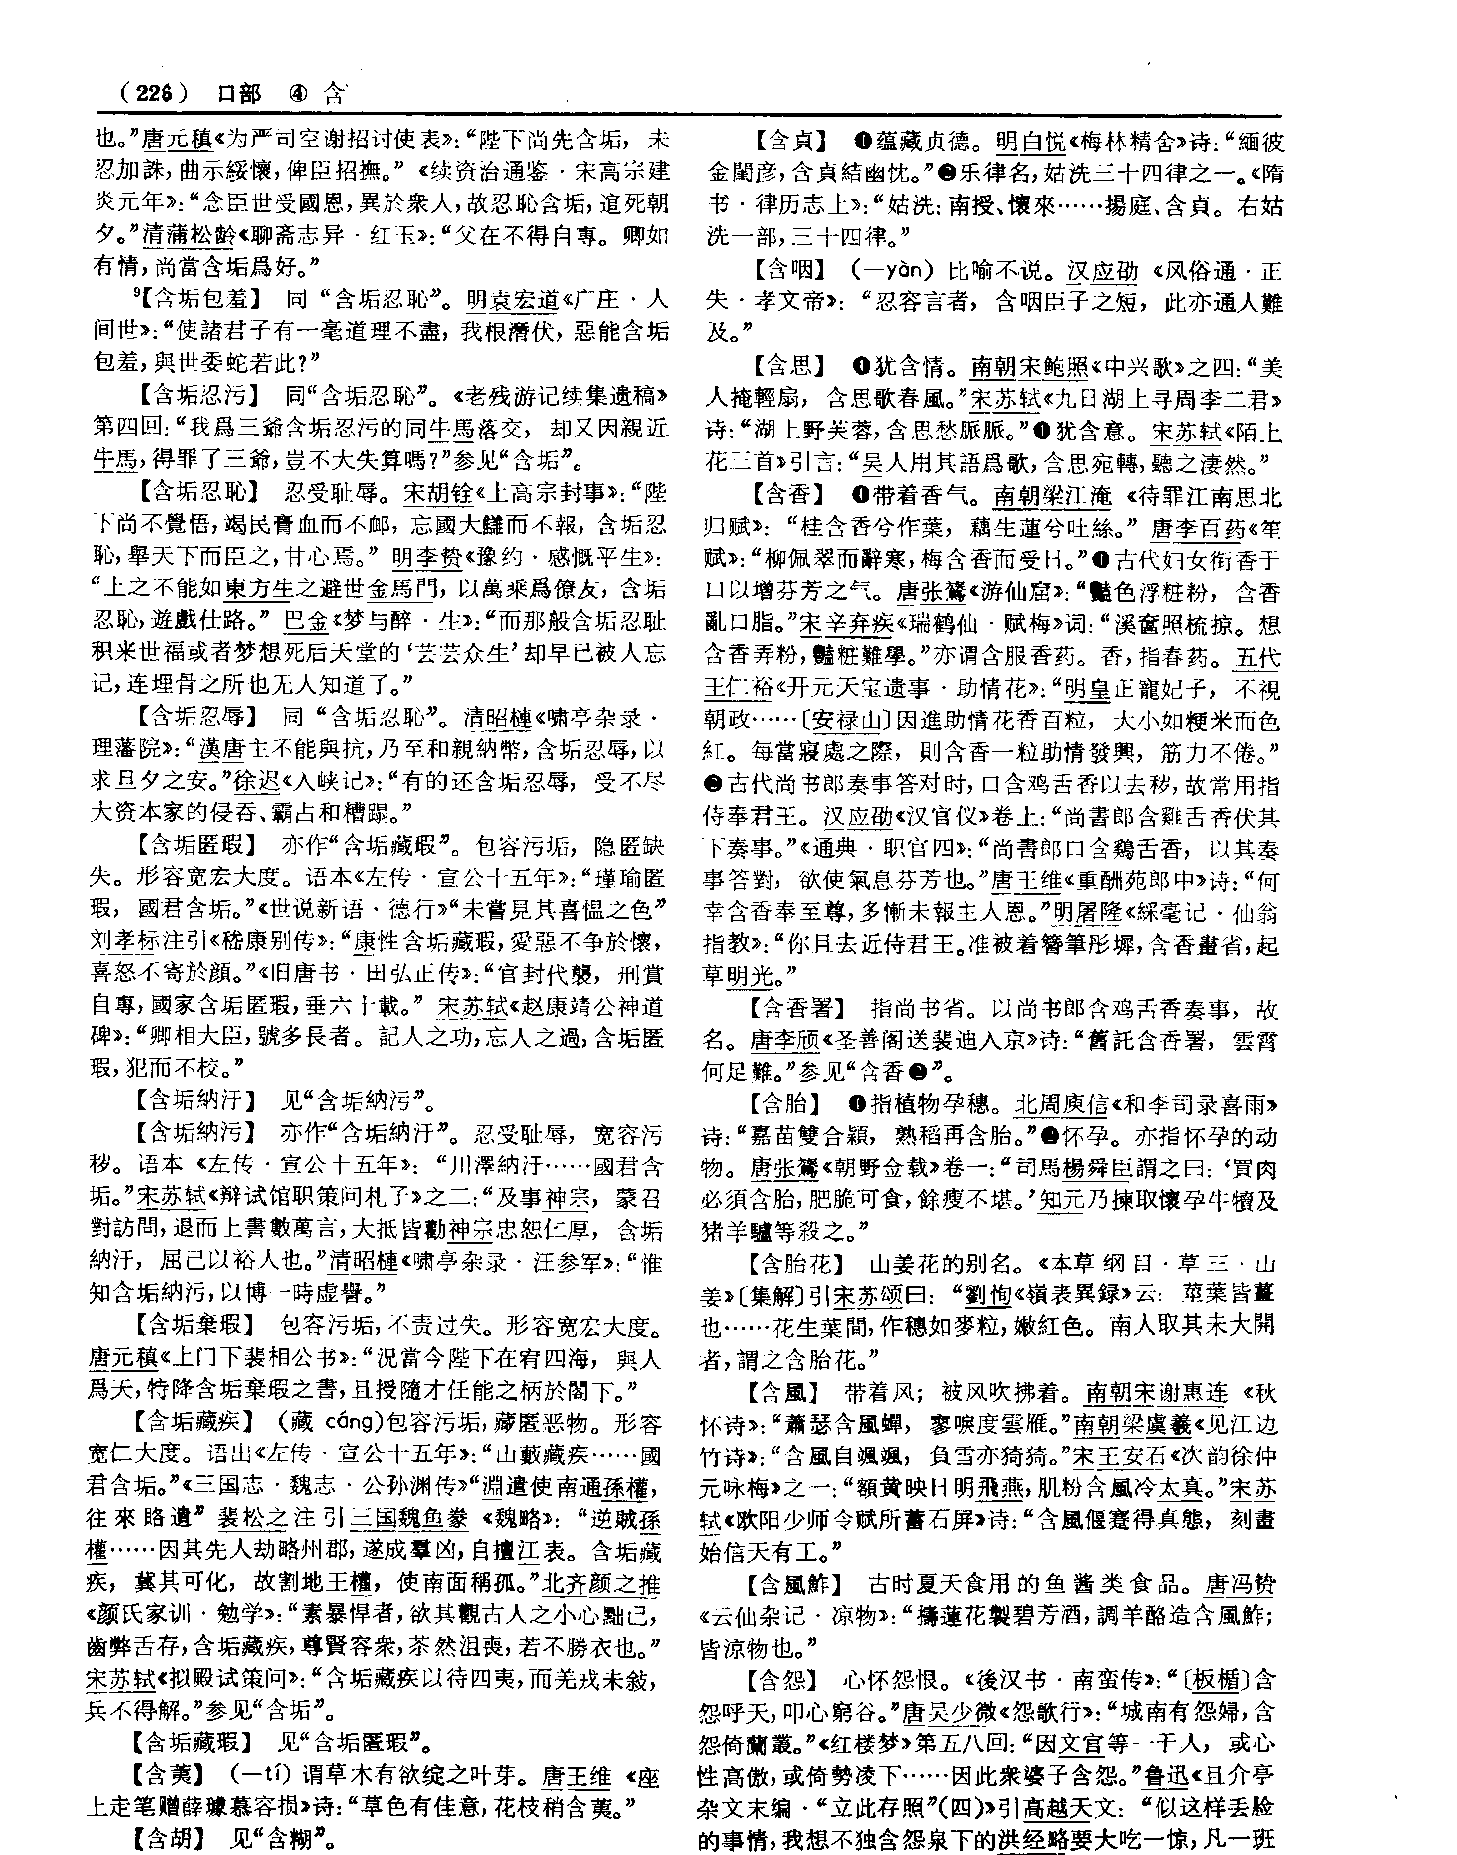 (226) 口部 ④ 含
也。”唐元稹《为严司空谢招讨使表》：“陛下尚先含垢，未
忍加誅，曲示綏懷，俾臣招撫。”《续资治通鉴·宋高宗建
炎元年》：“念臣世受國恩，異於衆人，故忍恥含垢，逭死朝
夕。”清蒲松龄《聊斋志异·红玉》：“父在不得自專。卿如
有情，尚當含垢爲好。”
⁹【含垢包羞】 同“含垢忍恥”。明袁宏道《广庄·人
间世》：“使諸君子有一毫道理不盡，我根潛伏，惡能含垢
包羞，與世委蛇若此？”
【含垢忍污】 同“含垢忍恥”。《老残游记续集遗稿》
第四回：“我爲三爺含垢忍污的同牛馬落交，却又因親近
牛馬，得罪了三爺，豈不大失算嗎？”参见“含垢”。
【含垢忍恥】 忍受耻辱。宋胡铨《上高宗封事》：“陛
下尚不覺悟，竭民膏血而不卹，忘國大讎而不報，含垢忍
恥，舉天下而臣之，甘心焉。”明李贽《豫约·感慨平生》：
“上之不能如東方生之避世金馬門，以萬乘爲僚友，含垢
忍恥，遊戲仕路。”巴金《梦与醉·生》：“而那般含垢忍耻
积来世福或者梦想死后天堂的‘芸芸众生’却早已被人忘
记，连埋骨之所也无人知道了。”
【含垢忍辱】 同“含垢忍恥”。清昭槤《啸亭杂录·
理藩院》：“漢唐主不能與抗，乃至和親納幣，含垢忍辱，以
求旦夕之安。”徐迟《入峡记》：“有的还含垢忍辱，受不尽
大资本家的侵吞、霸占和糟蹋。”
【含垢匿瑕】 亦作“含垢藏瑕”。包容污垢，隐匿缺
失。形容宽宏大度。语本《左传·宣公十五年》：“瑾瑜匿
瑕，國君含垢。”《世说新语·德行》“未嘗見其喜愠之色”
刘孝标注引《嵇康别传》：“康性含垢藏瑕，愛惡不争於懷，
喜怒不寄於顔。”《旧唐书·田弘正传》：“官封代襲，刑賞
自專，國家含垢匿瑕，垂六十載。”宋苏轼《赵康靖公神道
碑》：“卿相大臣，號多長者。記人之功，忘人之過，含垢匿
瑕，犯而不校。”
【含垢納汙】 见“含垢納污”。
【含垢納污】 亦作“含垢納汙”。忍受耻辱，宽容污
秽。语本《左传·宣公十五年》：“川澤納汙……國君含
垢。”宋苏轼《辩试馆职策问札子》之二：“及事神宗，蒙召
對訪問，退而上書數萬言，大抵皆勸神宗忠恕仁厚，含垢
納汙，屈己以裕人也。”清昭槤《啸亭杂录·汪参军》：“惟
知含垢納污，以博一時虛譽。”
【含垢棄瑕】 包容污垢，不责过失。形容宽宏大度。
唐元稹《上门下裴相公书》：“況當今陛下在宥四海，與人
爲天，特降含垢棄瑕之書，且授隨才任能之柄於閣下。”
【含垢藏疾】 (藏 cáng)包容污垢，藏匿恶物。形容
宽仁大度。语出《左传·宣公十五年》：“山藪藏疾……國
君含垢。”《三国志·魏志·公孙渊传》“淵遣使南通孫權，
往來賂遺” 裴松之注引三国魏鱼豢《魏略》：“逆賊孫
權……因其先人劫略州郡，遂成羣凶，自擅江表。含垢藏
疾，冀其可化，故割地王權，使南面稱孤。”北齐颜之推
《颜氏家训·勉学》：“素暴悍者，欲其觀古人之小心黜己，
齒弊舌存，含垢藏疾，尊賢容衆，苶然沮喪，若不勝衣也。”
宋苏轼《拟殿试策问》：“含垢藏疾以待四夷，而羌戎未敍，
兵不得解。”参见“含垢”。
【含垢藏瑕】 见“含垢匿瑕”。
【含荑】 (—tí) 谓草木有欲绽之叶芽。唐王维《座
上走笔赠薛璩慕容损》诗：“草色有佳意，花枝稍含荑。”
【含胡】 见“含糊”。
【含貞】 ❶蕴藏贞德。明白悦《梅林精舍》诗：“緬彼
金閨彦，含貞結幽忱。”❷乐律名，姑洗三十四律之一。《隋
书·律历志上》：“姑洗：南授、懷來……揚庭、含貞。右姑
洗一部，三十四律。”
【含咽】 (—yàn) 比喻不说。汉应劭《风俗通·正
失·孝文帝》：“忍容言者，含咽臣子之短，此亦通人難
及。”
【含思】 ❶犹含情。南朝宋鲍照《中兴歌》之四：“美
人掩輕扇，含思歌春風。”宋苏轼《九日湖上寻周李二君》
诗：“湖上野芙蓉，含思愁脈脈。”❶犹含意。宋苏轼《陌上
花三首》引言：“吴人用其語爲歌，含思宛轉，聽之淒然。”
【含香】 ❶带着香气。南朝梁江淹《待罪江南思北
归赋》：“桂含香兮作葉，藕生蓮兮吐絲。”唐李百药《笙
赋》：“柳佩翠而辭寒，梅含香而受日。”❶古代妇女衔香于
口以增芬芳之气。唐张鷟《游仙窟》：“豔色浮粧粉，含香
亂口脂。”宋辛弃疾《瑞鹤仙·赋梅》词：“溪奩照梳掠。想
含香弄粉，豔粧難學。”亦谓含服香药。香，指春药。五代
王仁裕《开元天宝遗事·助情花》：“明皇正寵妃子，不視
朝政……〔安禄山〕因進助情花香百粒，大小如粳米而色
紅。每當寢處之際，則含香一粒助情發興，筋力不倦。”
❷古代尚书郎奏事答对时，口含鸡舌香以去秽，故常用指
侍奉君王。汉应劭《汉官仪》卷上：“尚書郎含雞舌香伏其
下奏事。”《通典·职官四》：“尚書郎口含鷄舌香，以其奏
事答對，欲使氣息芬芳也。”唐王维《重酬苑郎中》诗：“何
幸含香奉至尊，多慚未報主人恩。”明屠隆《綵毫记·仙翁
指教》：“你且去近侍君王。准被着簪筆彤墀，含香畫省，起
草明光。”
【含香署】 指尚书省。以尚书郎含鸡舌香奏事，故
名。唐李颀《圣善阁送裴迪入京》诗：“舊託含香署，雲霄
何足難。”参见“含香❷”。
【含胎】 ❶指植物孕穗。北周庾信《和李司录喜雨》
诗：“嘉苗雙合穎，熟稻再含胎。”❷怀孕。亦指怀孕的动
物。唐张鷟《朝野佥载》卷一：“司馬楊舜臣謂之曰：‘買肉
必須含胎，肥脆可食，餘瘦不堪。’知元乃揀取懷孕牛犢及
猪羊驢等殺之。”
【含胎花】 山姜花的别名。《本草纲目·草三·山
姜》〔集解〕引宋苏颂曰：“劉恂《嶺表異録》云：莖葉皆薑
也……花生葉間，作穗如麥粒，嫩紅色。南人取其未大開
者，謂之含胎花。”
【含風】 带着风；被风吹拂着。南朝宋谢惠连《秋
怀诗》：“蕭瑟含風蟬，寥唳度雲雁。”南朝梁虞羲《见江边
竹诗》：“含風自颯颯，負雪亦猗猗。”宋王安石《次韵徐仲
元咏梅》之一：“額黄映日明飛燕，肌粉含風冷太真。”宋苏
轼《欧阳少师令赋所蓄石屏》诗：“含風偃蹇得真態，刻畫
始信天有工。”
【含風鮓】 古时夏天食用的鱼酱类食品。唐冯贽
《云仙杂记·凉物》：“擣蓮花製碧芳酒，調羊酪造含風鮓；
皆涼物也。”
【含怨】 心怀怨恨。《後汉书·南蛮传》：“〔板楯〕含
怨呼天，叩心窮谷。”唐吴少微《怨歌行》：“城南有怨婦，含
怨倚蘭叢。”《红楼梦》第五八回：“因文官等一干人，或心
性高傲，或倚勢凌下……因此衆婆子含怨。”鲁迅《且介亭
杂文末编·“立此存照”(四)》引高越天文：“似这样丢脸
的事情，我想不独含怨泉下的洪经略要大吃一惊，凡一班